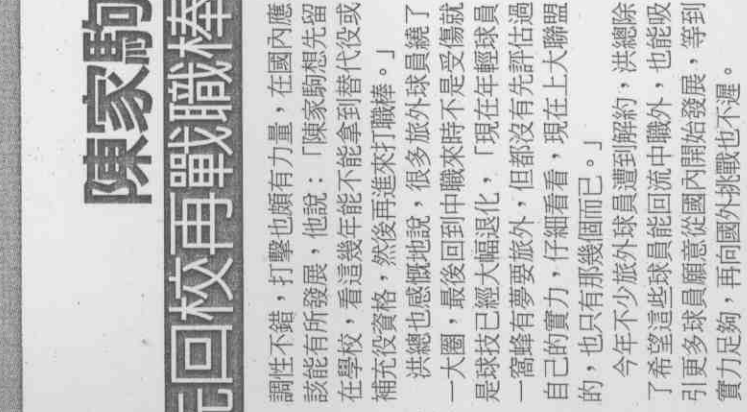 陳家駒
先回校再戰職棒
調性不錯，打擊也頗有力量，在國內應
該能有所發展，他說：「陳家駒想先留
在學校，看這幾年能不能拿到替代役或
補充役資格，然後再進來打職棒。」
洪總也感慨地說，很多旅外球員繞了
一大圈，最後回到中職來時不是受傷就
是球技已經大幅退化，「現在年輕球員
一窩蜂有夢要旅外，但都沒有先評估過
自己的實力，仔細看看，現在上大聯盟
的，也只有那幾個而已。」
今年不少旅外球員遭到解約，洪總除
了希望這些球員能回流中職外，也能吸
引更多球員願意從國內開始發展，等到
實力足夠，再向國外挑戰也不遲。